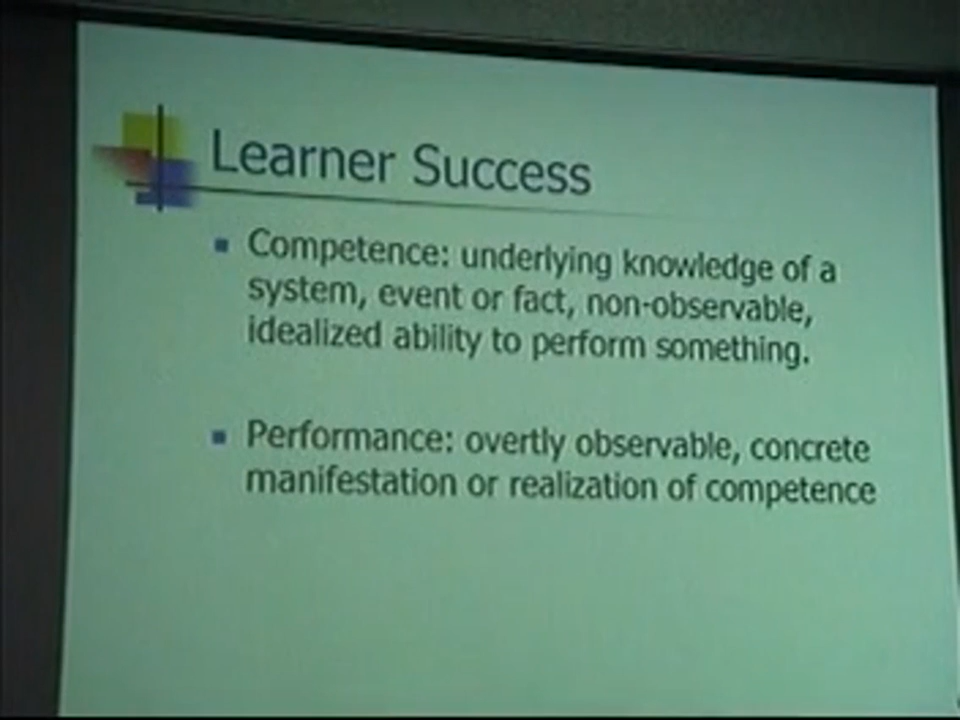 Learner Success
Competence: underlying knowledge of a
system, event or fact, non-observable,
idealized ability to perform something.
Performance: overtly observable, concrete
manifestation or realization of competence